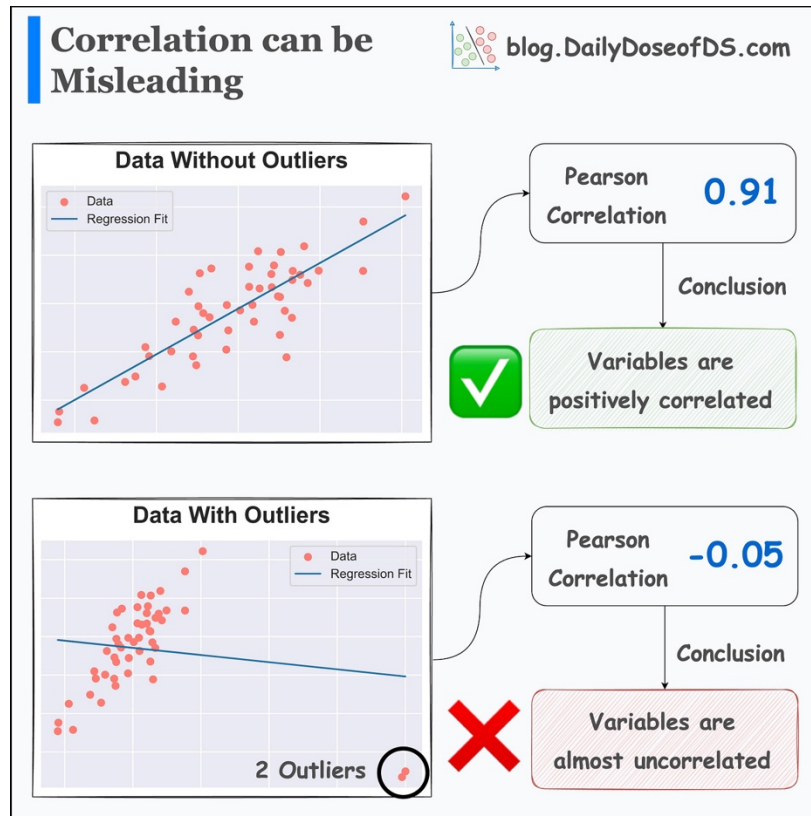 Correlation can be
Misleading
blog.DailyDoseofDS.com
Data Without Outliers
Data
Regression Fit
Pearson
Correlation
0.91
Conclusion
Variables are
positively correlated
Data With Outliers
Data
Regression Fit
2 Outliers
Pearson
Correlation
-0.05
Conclusion
Variables are
almost uncorrelated